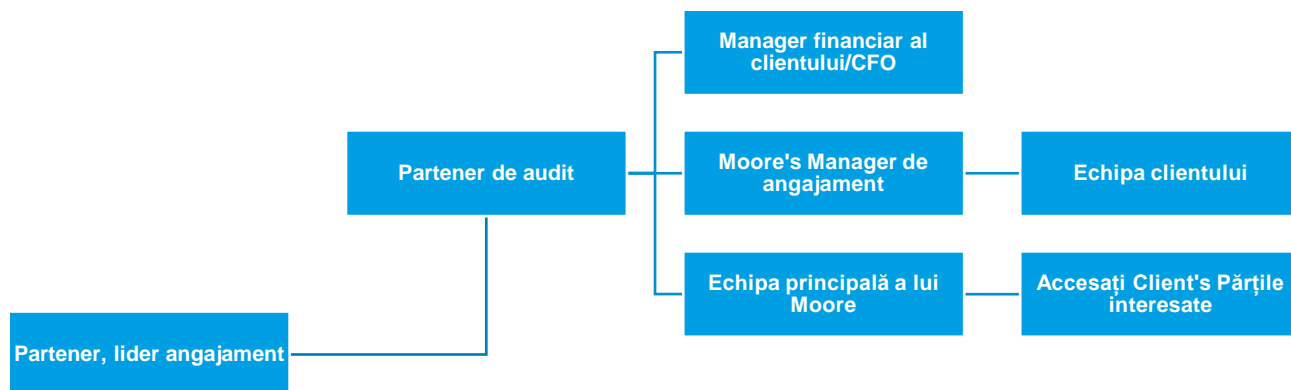 Manager financiar al
clientului/CFO
Partener de audit
Moore's Manager de
angajament
Echipa clientului
Echipa principală a lui
Moore
Accesați Client's Părțile
interesate
Partener, lider angajament